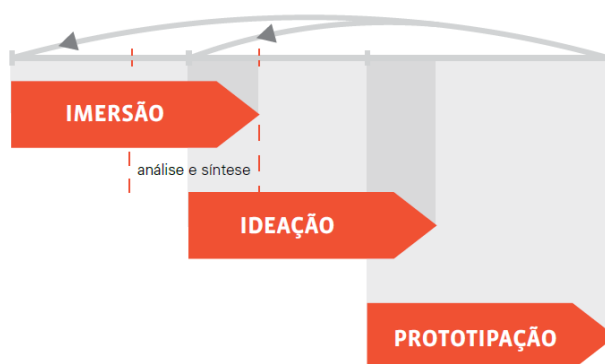 IMERSÃO
análise e síntese
IDEAÇÃO
PROTOTIPAÇÃO